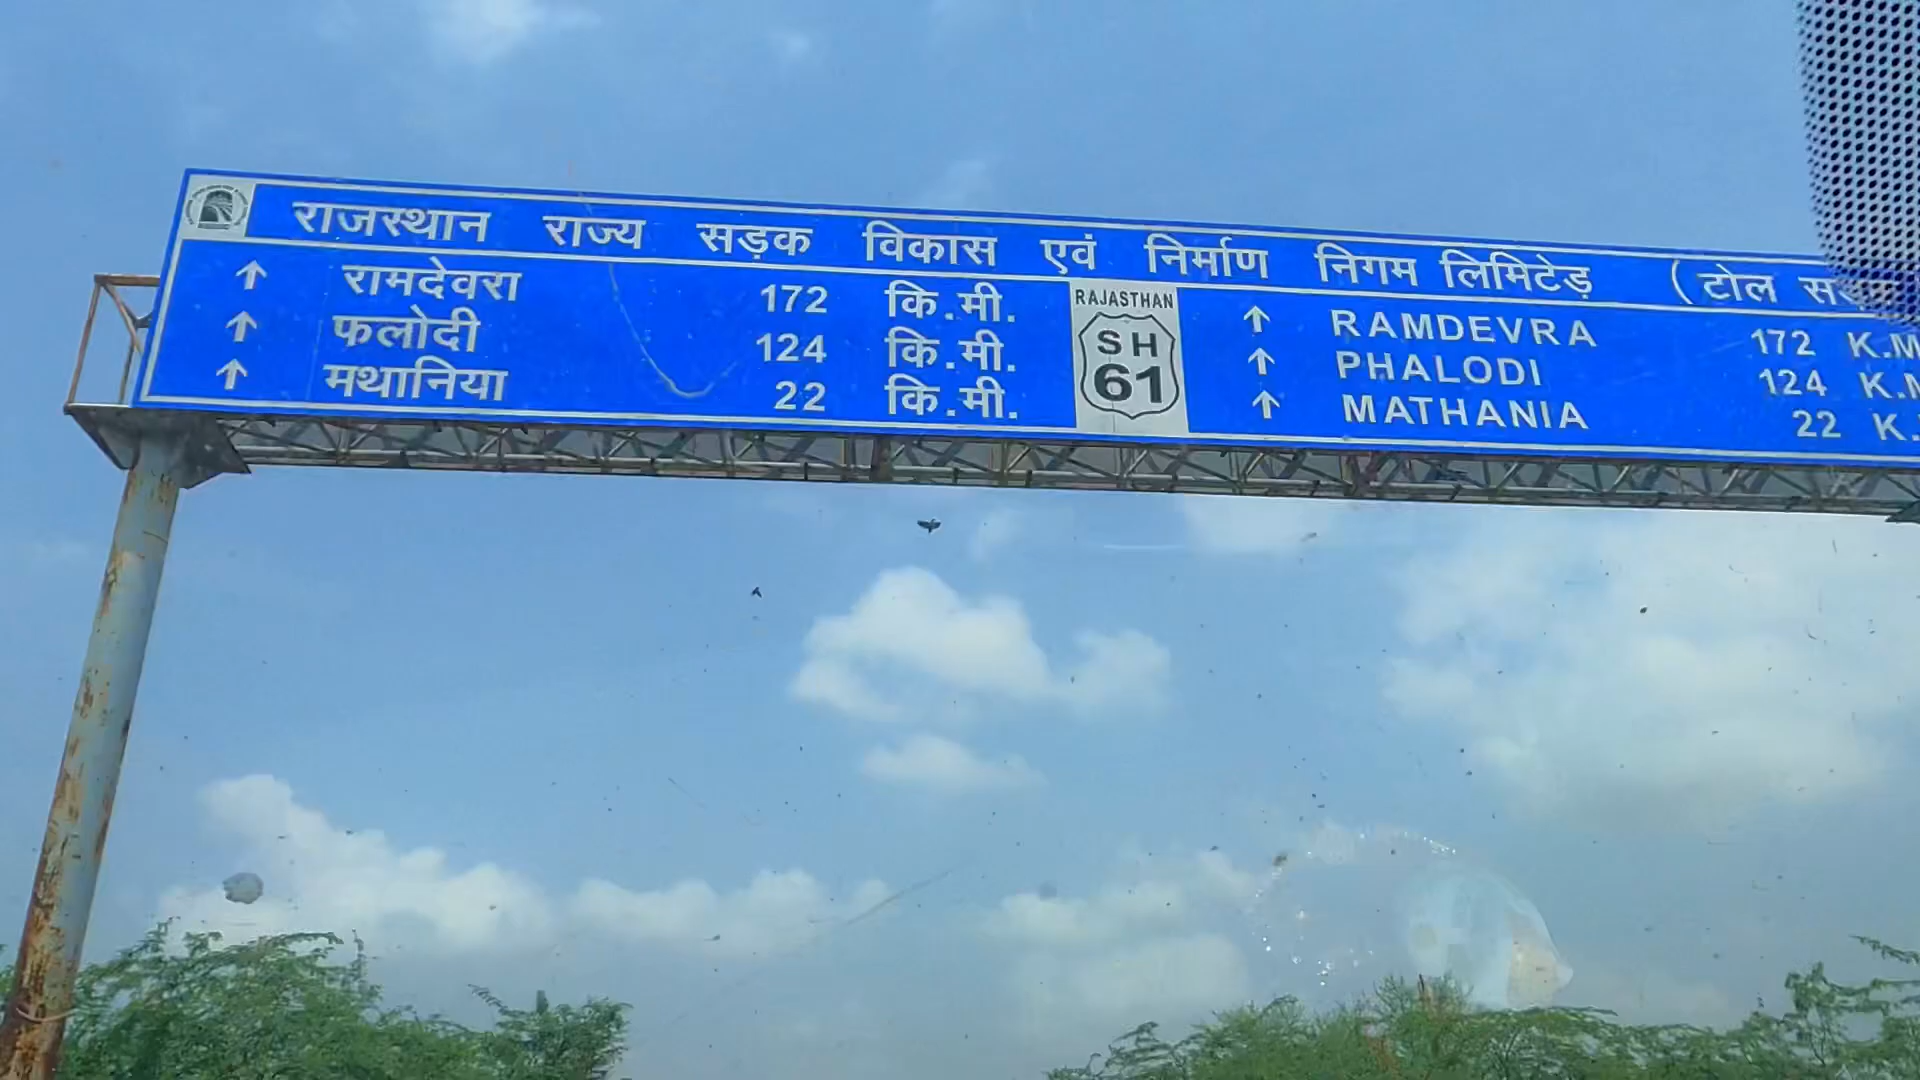 राजस्थान राज्य सड़क विकास एवं निर्माण निगम लिमिटेड़ (टोल
↑ रामदेवरा 172 कि.मी.
↑ फलोदी 124 कि.मी.
↑ मथानिया 22 कि.मी.
RAJASTHAN
SH
61
↑ RAMDEVRA 172 K.M
↑ PHALODI 124 K.M
↑ MATHANIA 22 K.